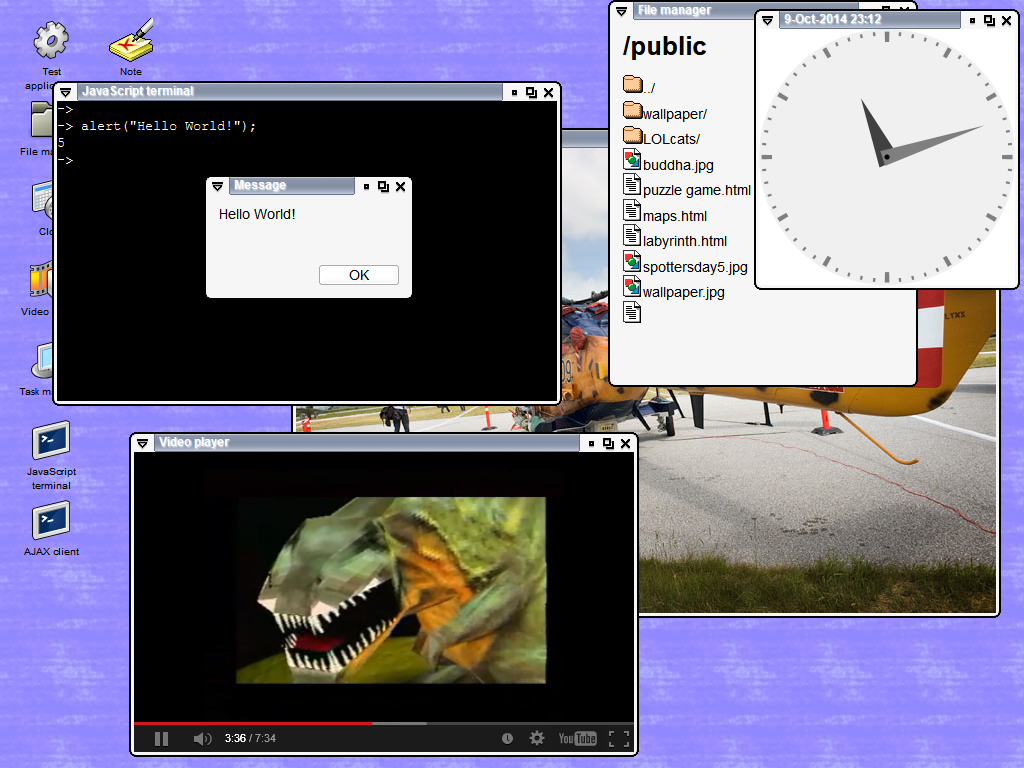 Test
applic
Note
File ma
Clo
Video
Task m
JavaScript
terminal
AJAX client
JavaScript terminal
->
-> alert("Hello World!");
5
->
Message
Hello World!
OK
File manager
/public
../
wallpaper/
LOLcats/
buddha.jpg
puzzle game.html
maps.html
labyrinth.html
spottersday5.jpg
wallpaper.jpg
9-Oct-2014 23:12
09
Video player
3:36 / 7:34
YouTube